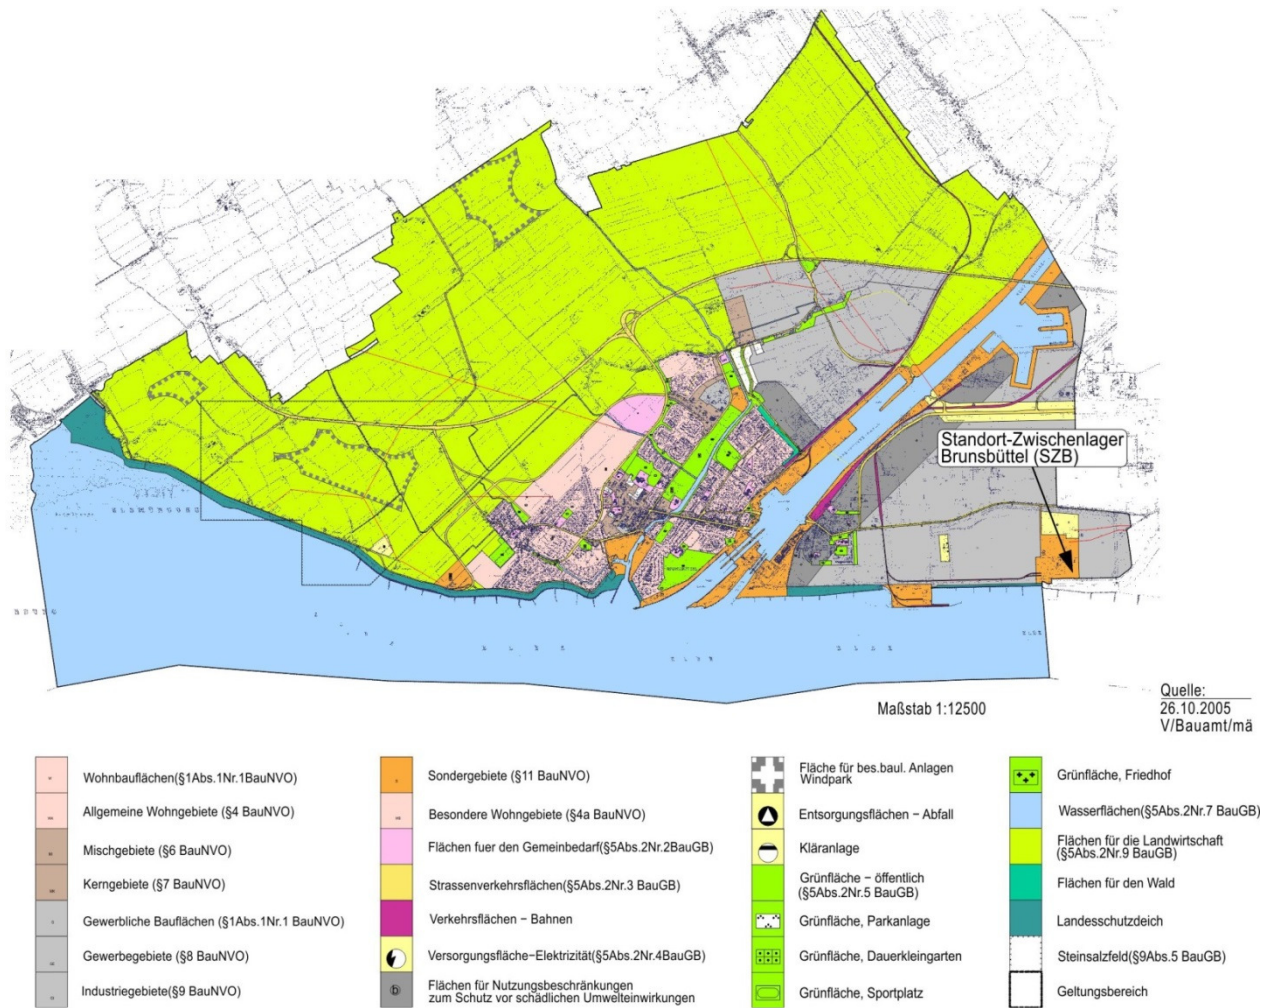 Standort-Zwischenlager
Brunsbüttel (SZB)
Maßstab 1:12500
Quelle:
26.10.2005
V/Bauamt/mä
Wohnbauflächen(§1Abs.1Nr.1BauNVO)
Allgemeine Wohngebiete (§4 BauNVO)
Mischgebiete (§6 BauNVO)
Kerngebiete (§7 BauNVO)
Gewerbliche Bauflächen (§1Abs.1Nr.1 BauNVO)
Gewerbegebiete (§8 BauNVO)
Industriegebiete(§9 BauNVO)
Sondergebiete (§11 BauNVO)
Besondere Wohngebiete (§4a BauNVO)
Flächen fuer den Gemeinbedarf(§5Abs.2Nr.2BauGB)
Strassenverkehrsflächen(§5Abs.2Nr.3 BauGB)
Verkehrsflächen – Bahnen
Versorgungsfläche–Elektrizität(§5Abs.2Nr.4BauGB)
Flächen für Nutzungsbeschränkungen
zum Schutz vor schädlichen Umwelteinwirkungen
Fläche für bes.baul. Anlagen
Windpark
Entsorgungsflächen – Abfall
Kläranlage
Grünfläche – öffentlich
(§5Abs.2Nr.5 BauGB)
Grünfläche, Parkanlage
Grünfläche, Dauerkleingarten
Grünfläche, Sportplatz
Grünfläche, Friedhof
Wasserflächen(§5Abs.2Nr.7 BauGB)
Flächen für die Landwirtschaft
(§5Abs.2Nr.9 BauGB)
Flächen für den Wald
Landesschutzdeich
Steinsalzfeld(§9Abs.5 BauGB)
Geltungsbereich